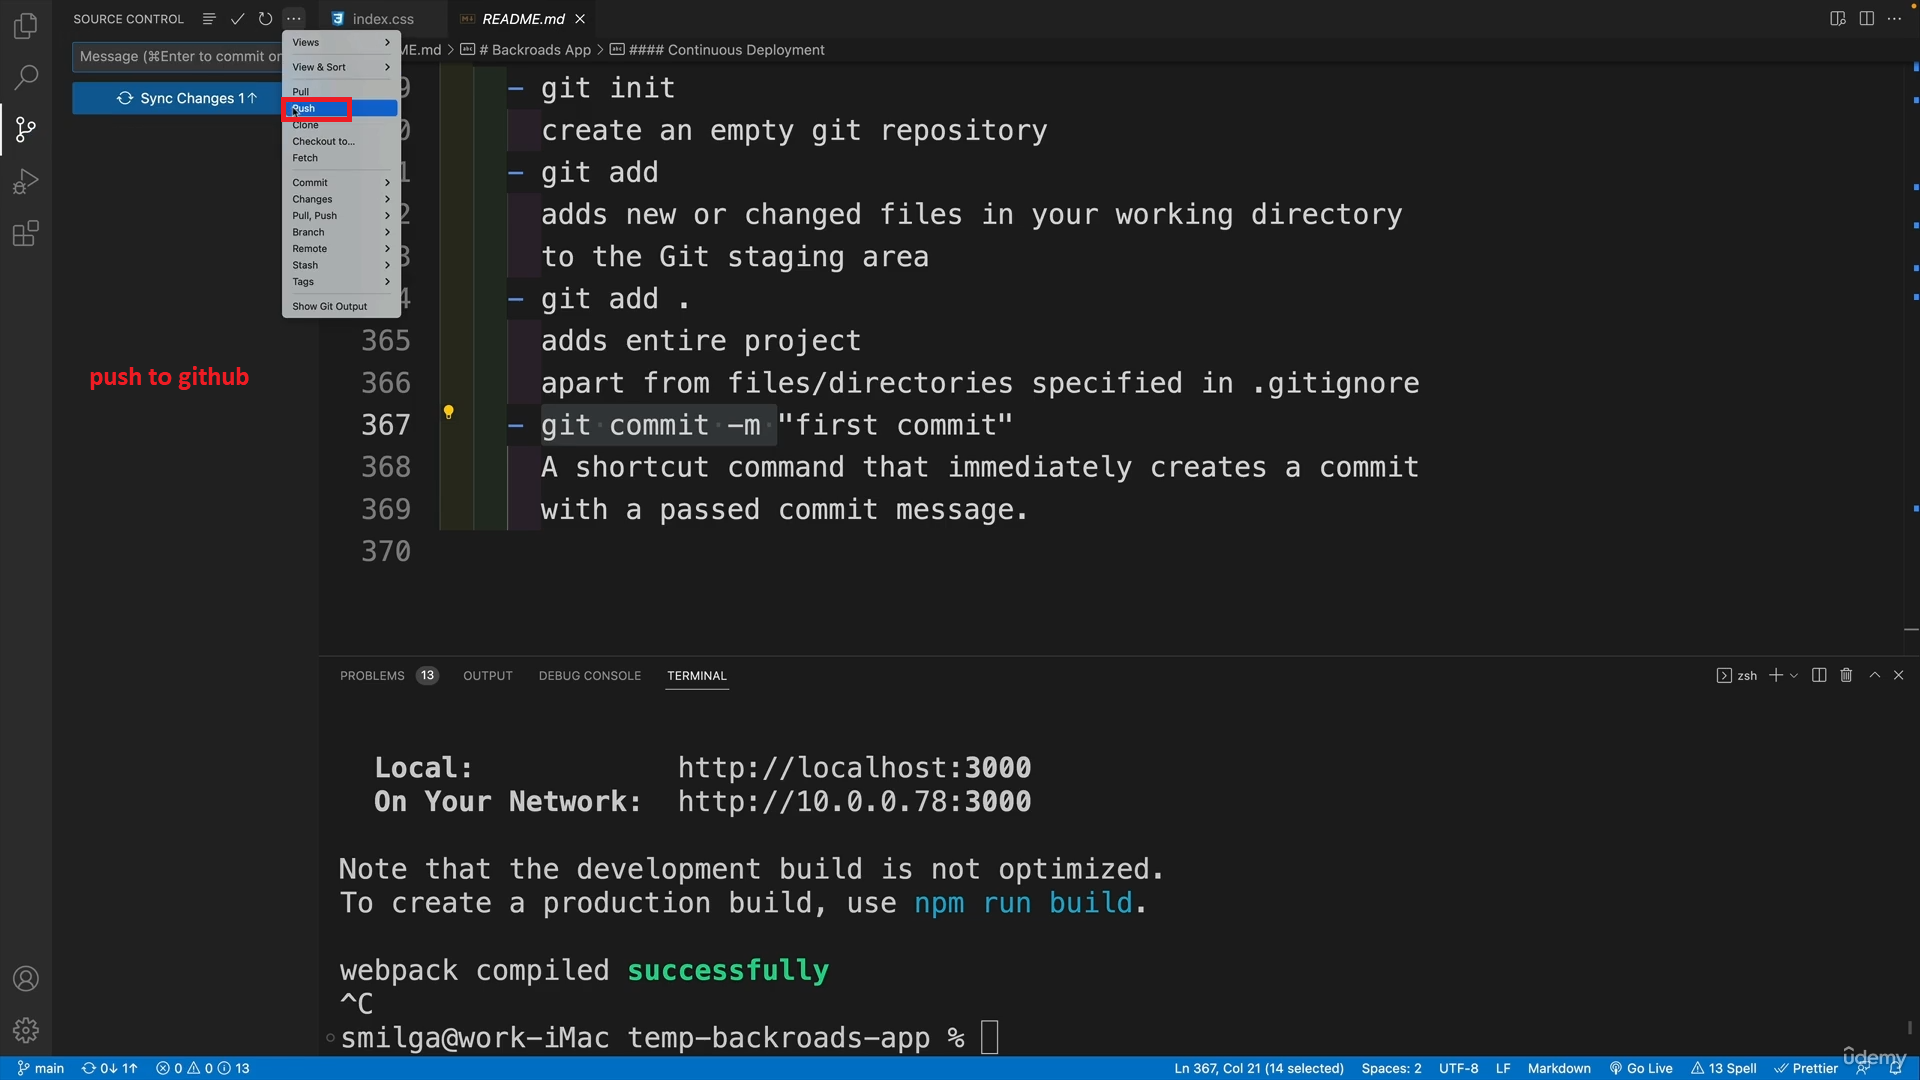 SOURCE CONTROL
index.css
README.md
Message (⌘Enter to commit or
Sync Changes 1↑
Views
View & Sort
Pull
Push
Clone
Checkout to...
Fetch
Commit
Changes
Pull, Push
Branch
Remote
Stash
Tags
Show Git Output
push to github
ME.md > # Backroads App > #### Continuous Deployment
9 - git init
0 create an empty git repository
1 - git add
2 adds new or changed files in your working directory
3 to the Git staging area
4 - git add .
365 adds entire project
366 apart from files/directories specified in .gitignore
367 - git commit -m "first commit"
368 A shortcut command that immediately creates a commit
369 with a passed commit message.
370
PROBLEMS 13 OUTPUT DEBUG CONSOLE TERMINAL
zsh
Local: http://localhost:3000
On Your Network: http://10.0.0.78:3000
Note that the development build is not optimized.
To create a production build, use npm run build.
webpack compiled successfully
^C
smilga@work-iMac temp-backroads-app %
main 0↓ 1↑ 0 0 13
Ln 367, Col 21 (14 selected) Spaces: 2 UTF-8 LF Markdown Go Live 13 Spell Prettier
udemy